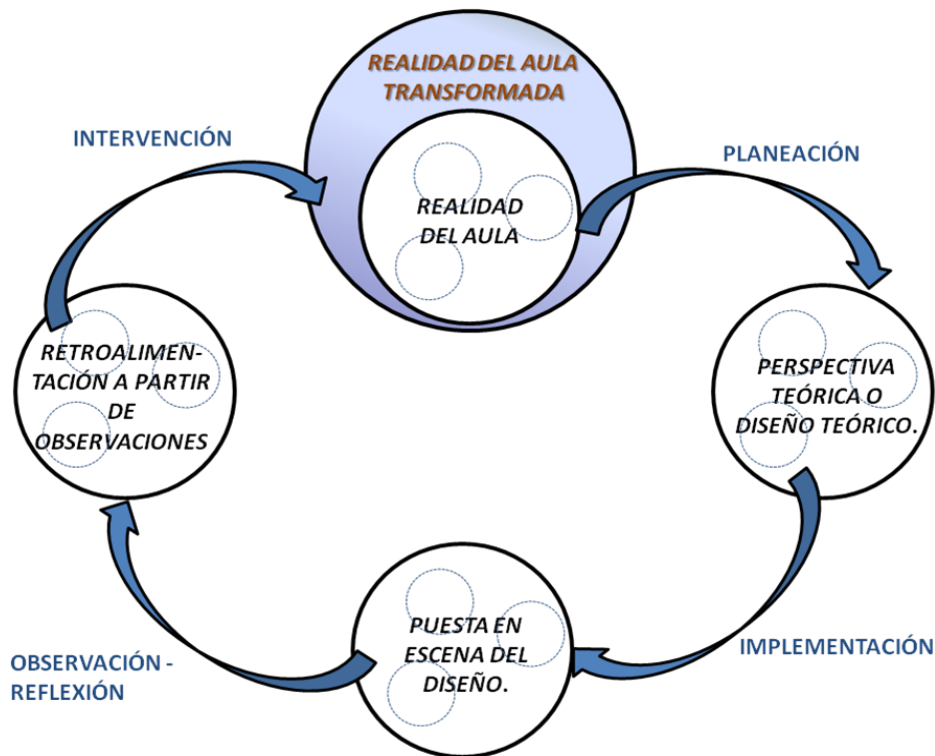 REALIDAD DEL AULA
TRANSFORMADA
INTERVENCIÓN
PLANEACIÓN
REALIDAD
DEL AULA
RETROALIMEN-
TACIÓN A PARTIR
DE
OBSERVACIONES
PERSPECTIVA
TEÓRICA O
DISEÑO TEÓRICO.
PUESTA EN
ESCENA DEL
DISEÑO.
IMPLEMENTACIÓN
OBSERVACIÓN -
REFLEXIÓN